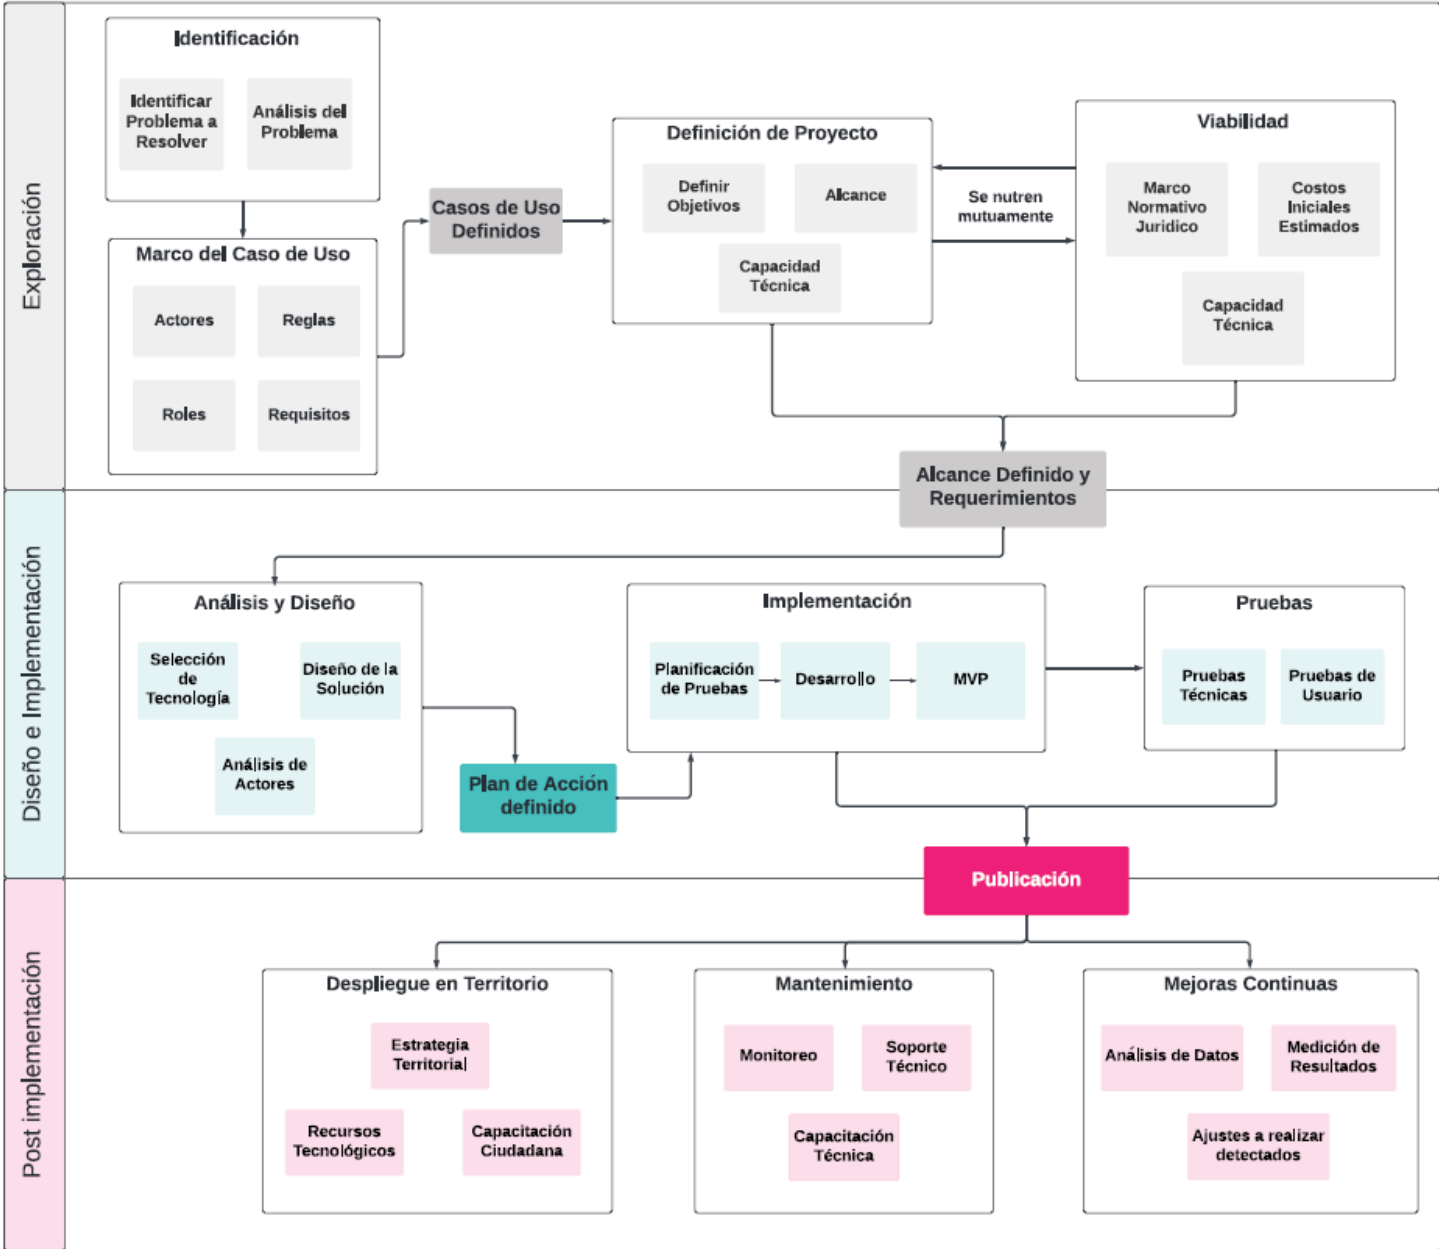 Exploración
Identificación
Identificar
Problema a
Resolver
Análisis del
Problema
Marco del Caso de Uso
Actores
Reglas
Roles
Requisitos
Casos de Uso
Definidos
Definición de Proyecto
Definir
Objetivos
Alcance
Capacidad
Técnica
Se nutren
mutuamente
Viabilidad
Marco
Normativo
Juridico
Costos
Iniciales
Estimados
Capacidad
Técnica
Alcance Definido y
Requerimientos
Diseño e Implementación
Análisis y Diseño
Selección
de
Tecnología
Diseño de la
Solución
Análisis de
Actores
Plan de Acción
definido
Implementación
Planificación
de Pruebas
Desarrollo
MVP
Pruebas
Pruebas
Técnicas
Pruebas de
Usuario
Publicación
Post implementación
Despliegue en Territorio
Estrategia
Territorial
Recursos
Tecnológicos
Capacitación
Ciudadana
Mantenimiento
Monitoreo
Soporte
Técnico
Capacitación
Técnica
Mejoras Continuas
Análisis de Datos
Medición de
Resultados
Ajustes a realizar
detectados